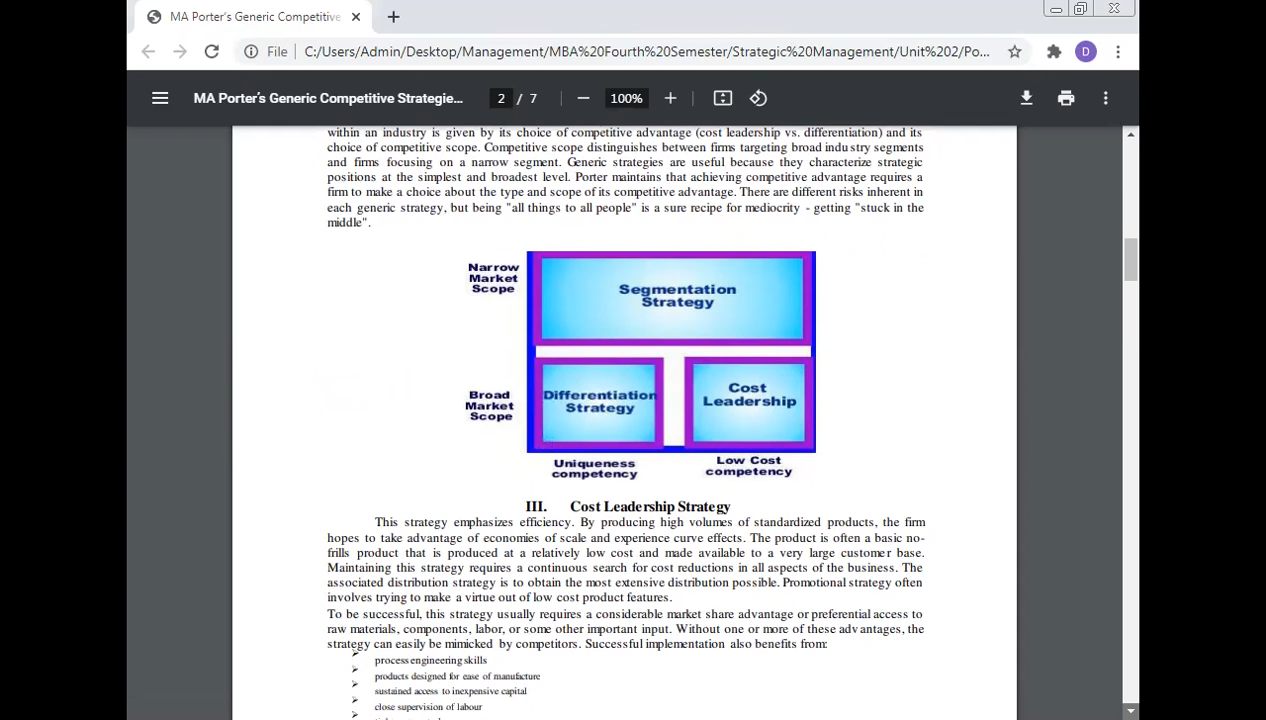 MA Porter's Generic Competitive
File
C:/Users/Admin/Desktop/Management/MBA%20Fourth%20Semester/Strategic%20Management/Unit%202/Po...
D
MA Porter's Generic Competitive Strategie...
2 / 7
100%
within an industry is given by its choice of competitive advantage (cost leadership vs. differentiation) and its
choice of competitive scope. Competitive scope distinguishes between firms targeting broad industry segments
and firms focusing on a narrow segment. Generic strategies are useful because they characterize strategic
positions at the simplest and broadest level. Porter maintains that achieving competitive advantage requires a
firm to make a choice about the type and scope of its competitive advantage. There are different risks inherent in
each generic strategy, but being "all things to all people" is a sure recipe for mediocrity - getting "stuck in the
middle".
Narrow
Market
Scope
Segmentation
Strategy
Broad
Market
Scope
Differentiation
Strategy
Cost
Leadership
Uniqueness
competency
Low Cost
competency
III. Cost Leadership Strategy
This strategy emphasizes efficiency. By producing high volumes of standardized products, the firm
hopes to take advantage of economies of scale and experience curve effects. The product is often a basic no-
frills product that is produced at a relatively low cost and made available to a very large customer base.
Maintaining this strategy requires a continuous search for cost reductions in all aspects of the business. The
associated distribution strategy is to obtain the most extensive distribution possible. Promotional strategy often
involves trying to make a virtue out of low cost product features.
To be successful, this strategy usually requires a considerable market share advantage or preferential access to
raw materials, components, labor, or some other important input. Without one or more of these advantages, the
strategy can easily be mimicked by competitors. Successful implementation also benefits from:
process engineering skills
products designed for ease of manufacture
sustained access to inexpensive capital
close supervision of labour